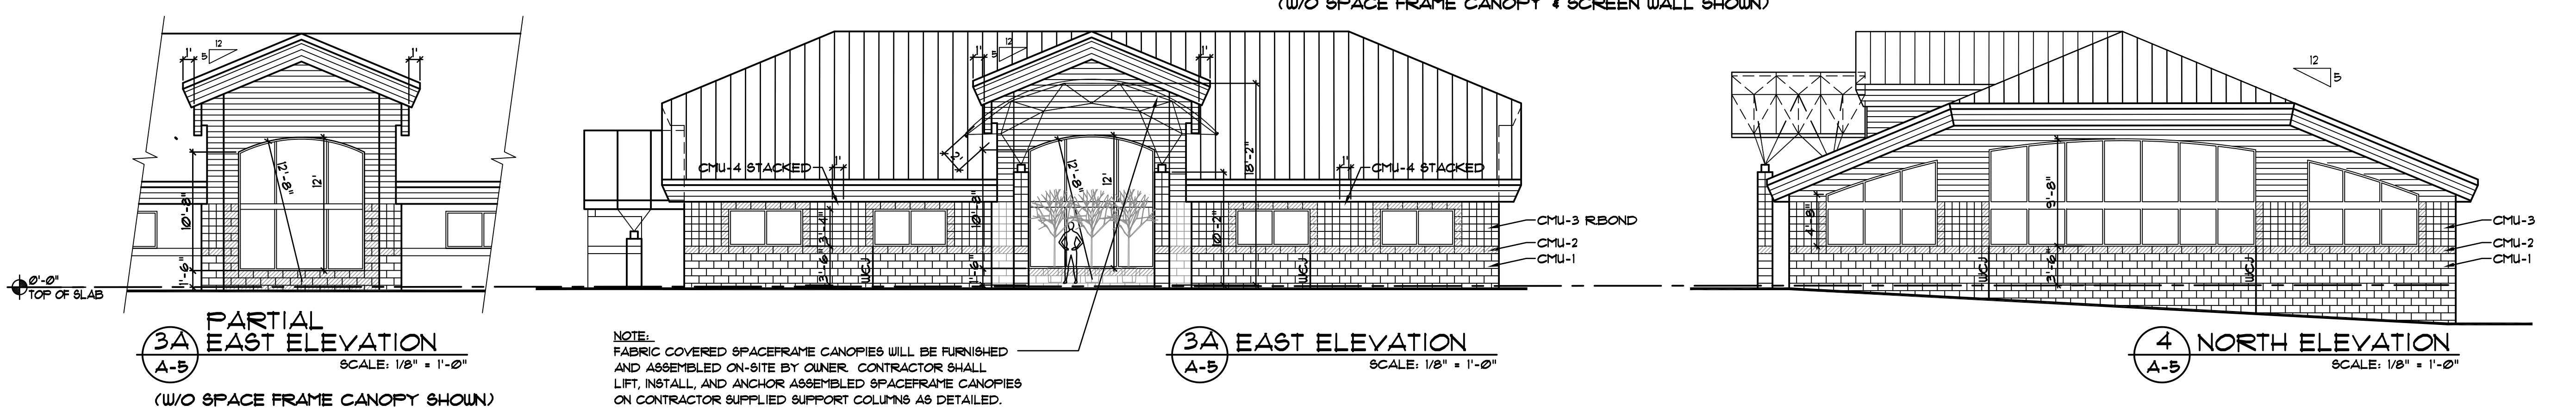 (W/O SPACE FRAME CANOPY & SCREEN WALL SHOWN)
1'
12
5
1'
12'-8"
12'
10'-8"
1'-6"
0'-0"
TOP OF SLAB
3A
A-5
PARTIAL
EAST ELEVATION
SCALE: 1/8" = 1'-0"
(W/O SPACE FRAME CANOPY SHOWN)
1'
12
5
1'
2'
18'-2"
CMU-4 STACKED
1'
1'
CMU-4 STACKED
12'-8"
12'
10'-8"
10'-2"
3'-4"
3'-6"
1'-6"
WCJ
WCJ
CMU-3 R.BOND
CMU-2
CMU-1
NOTE:
FABRIC COVERED SPACEFRAME CANOPIES WILL BE FURNISHED
AND ASSEMBLED ON-SITE BY OWNER. CONTRACTOR SHALL
LIFT, INSTALL, AND ANCHOR ASSEMBLED SPACEFRAME CANOPIES
ON CONTRACTOR SUPPLIED SUPPORT COLUMNS AS DETAILED.
3A
A-5
EAST ELEVATION
SCALE: 1/8" = 1'-0"
12
5
4'-8"
9'-8"
3'-6"
WCJ
WCJ
CMU-3
CMU-2
CMU-1
4
A-5
NORTH ELEVATION
SCALE: 1/8" = 1'-0"